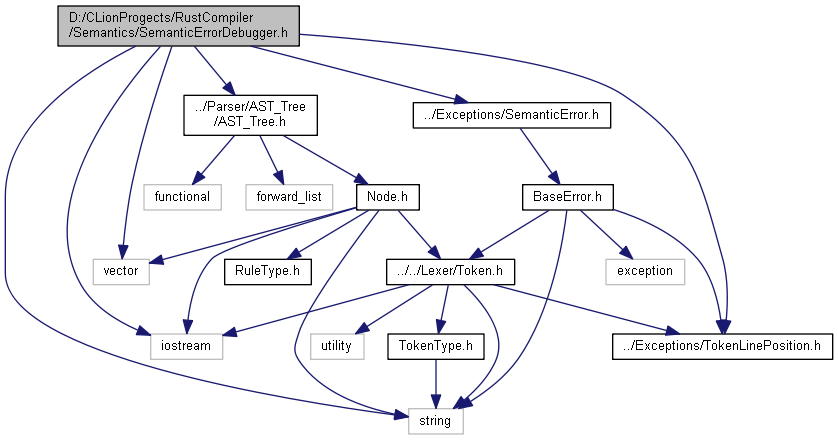 D:/CLionProgects/RustCompiler
/Semantics/SemanticErrorDebugger.h
../Parser/AST_Tree
/AST_Tree.h
../Exceptions/SemanticError.h
functional
forward_list
Node.h
BaseError.h
vector
RuleType.h
../../Lexer/Token.h
exception
iostream
utility
TokenType.h
../Exceptions/TokenLinePosition.h
string